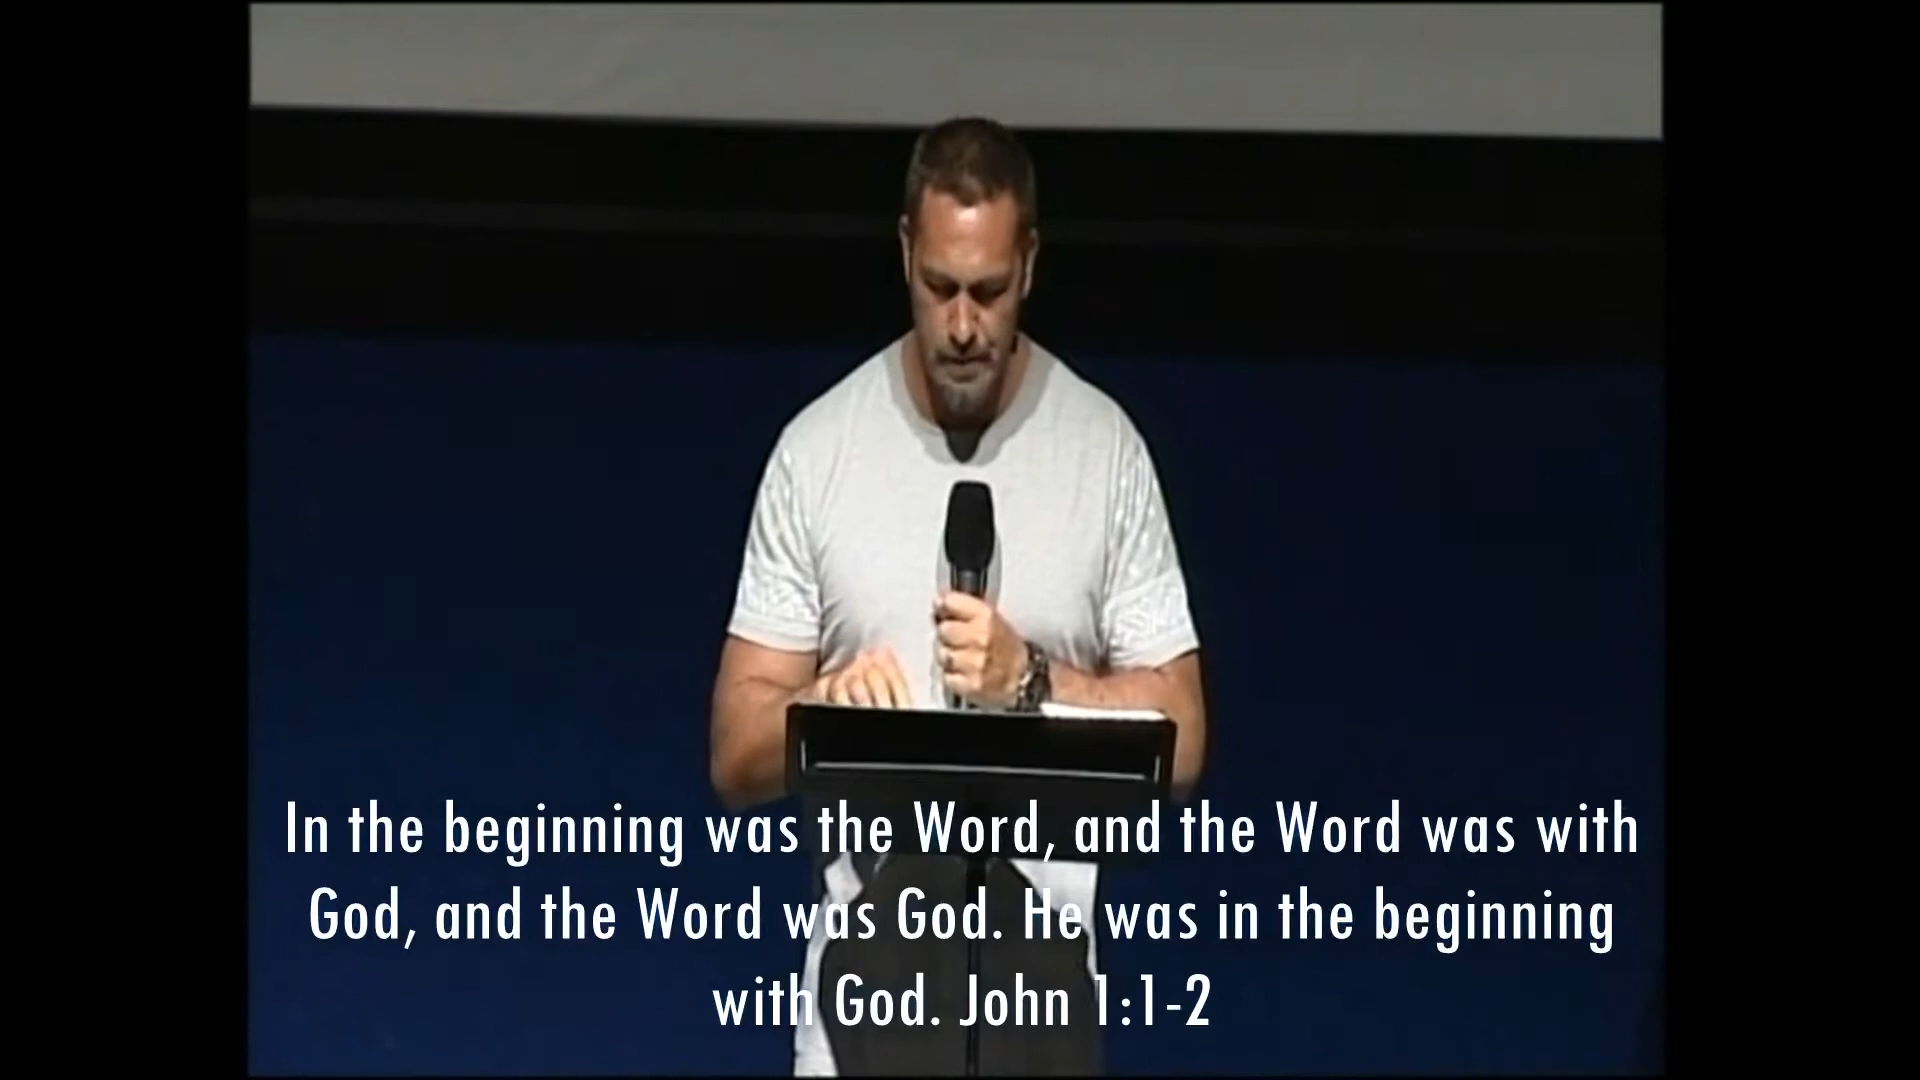 In the beginning was the Word, and the Word was with
God, and the Word was God. He was in the beginning
with God. John 1:1-2